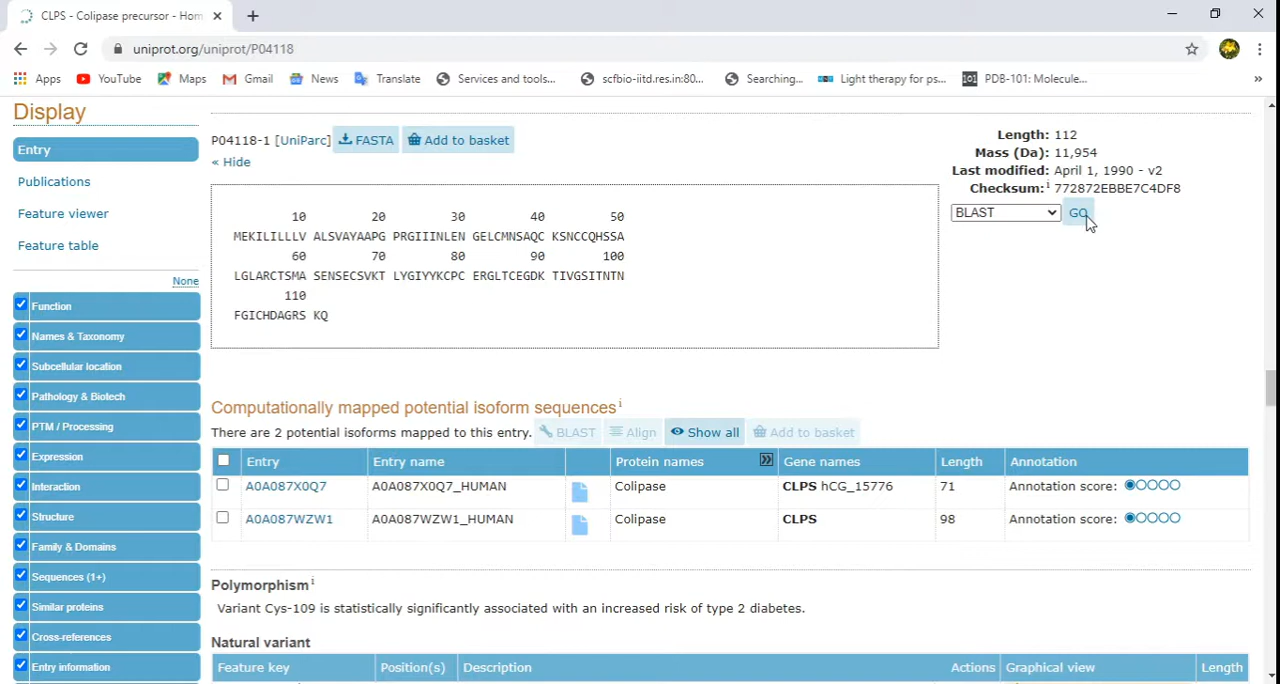 CLPS - Colipase precursor - Hom
uniprot.org/uniprot/P04118
Apps YouTube Maps Gmail News Translate Services and tools... scfbio-iitd.res.in:80... Searching... Light therapy for ps... 101 PDB-101: Molecule... »
Display
Entry
Publications
Feature viewer
Feature table
None
Function
Names & Taxonomy
Subcellular location
Pathology & Biotech
PTM / Processing
Expression
Interaction
Structure
Family & Domains
Sequences (1+)
Similar proteins
Cross-references
Entry information
P04118-1 [UniParc] FASTA Add to basket
« Hide
Length: 112
Mass (Da): 11,954
Last modified: April 1, 1990 - v2
Checksum:i 772872EBBE7C4DF8
BLAST GO
10 20 30 40 50
MEKILILLLV ALSVAYAAPG PRGIIINLEN GELCMNSAQC KSNCCQHSSA
60 70 80 90 100
LGLARCTSMA SENSECSVKT LYGIYYKCPC ERGLTCEGDK TIVGSITNTN
110
FGICHDAGRS KQ
Computationally mapped potential isoform sequencesi
There are 2 potential isoforms mapped to this entry. BLAST Align Show all Add to basket
Entry Entry name Protein names » Gene names Length Annotation
A0A087X0Q7 A0A087X0Q7_HUMAN Colipase CLPS hCG_15776 71 Annotation score:
A0A087WZW1 A0A087WZW1_HUMAN Colipase CLPS 98 Annotation score:
Polymorphismi
Variant Cys-109 is statistically significantly associated with an increased risk of type 2 diabetes.
Natural variant
Feature key Position(s) Description Actions Graphical view Length